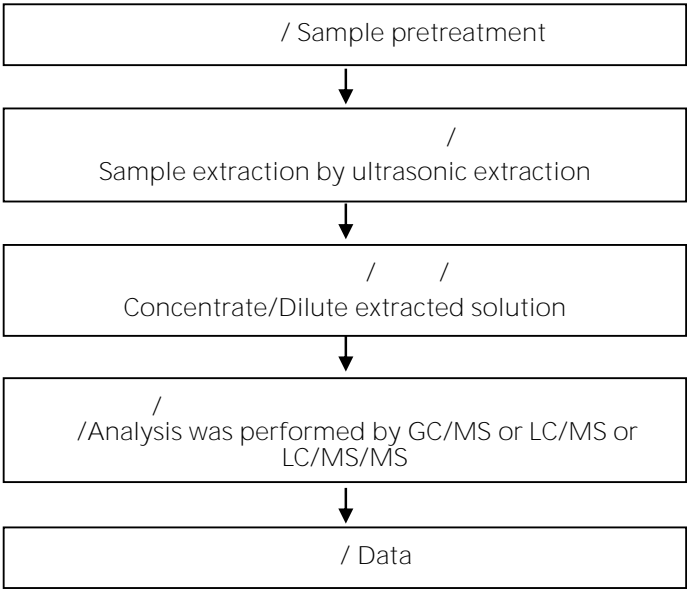 / Sample pretreatment
/
Sample extraction by ultrasonic extraction
/ /
Concentrate/Dilute extracted solution
/
/Analysis was performed by GC/MS or LC/MS or
LC/MS/MS
/ Data